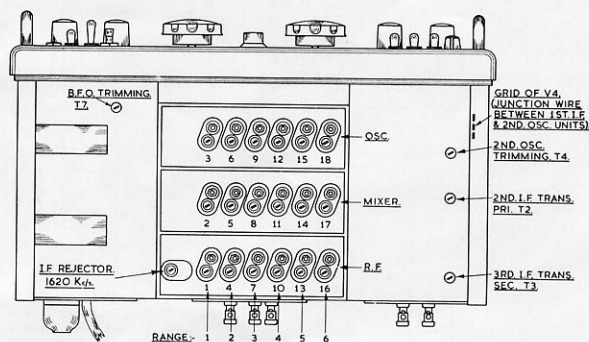 B.F.O. TRIMMING.
T7.
GRID OF V4.
(JUNCTION WIRE
BETWEEN 1ST. I.F.
& 2ND. OSC. UNITS)
3 6 9 12 15 18
OSC.
2ND. OSC.
TRIMMING. T4.
2 5 8 11 14 17
MIXER.
2ND. I.F. TRANS.
PRI. T2.
I.F. REJECTOR.
1620 Kc/s.
1 4 7 10 13 16
R.F.
3RD. I.F. TRANS.
SEC. T3.
RANGE:- 1 2 3 4 5 6